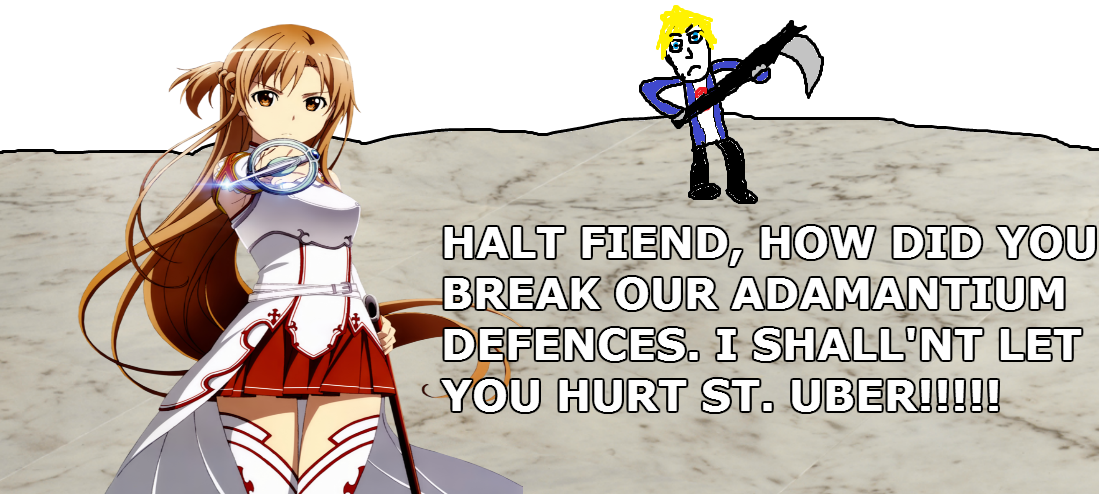 HALT FIEND, HOW DID YOU
BREAK OUR ADAMANTIUM
DEFENCES. I SHALL'NT LET
YOU HURT ST. UBER!!!!!